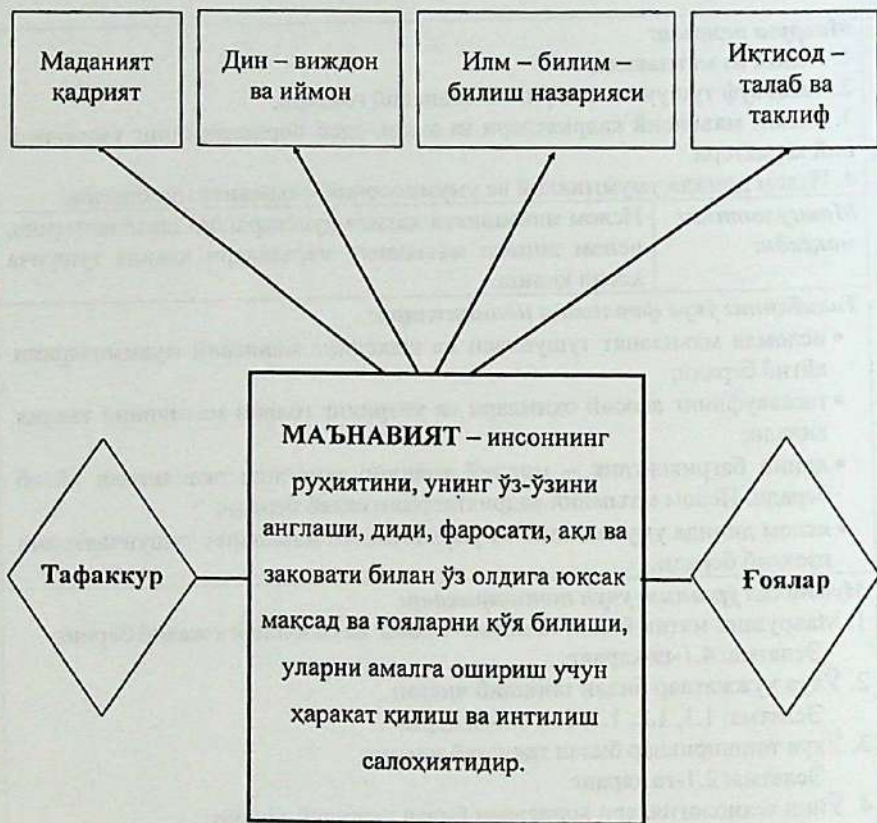 Маданият
қадрият
Дин – виждон
ва иймон
Илм – билим –
билиш назарияси
Иқтисод –
талаб ва
таклиф
МАЪНАВИЯТ – инсоннинг
руҳиятини, унинг ўз-ўзини
англаши, диди, фаросати, ақл ва
заковати билан ўз олдига юксак
мақсад ва ғояларни қўя билиши,
уларни амалга ошириш учун
ҳаракат қилиш ва интилиш
салоҳиятидир.
Тафаккур
Ғоялар